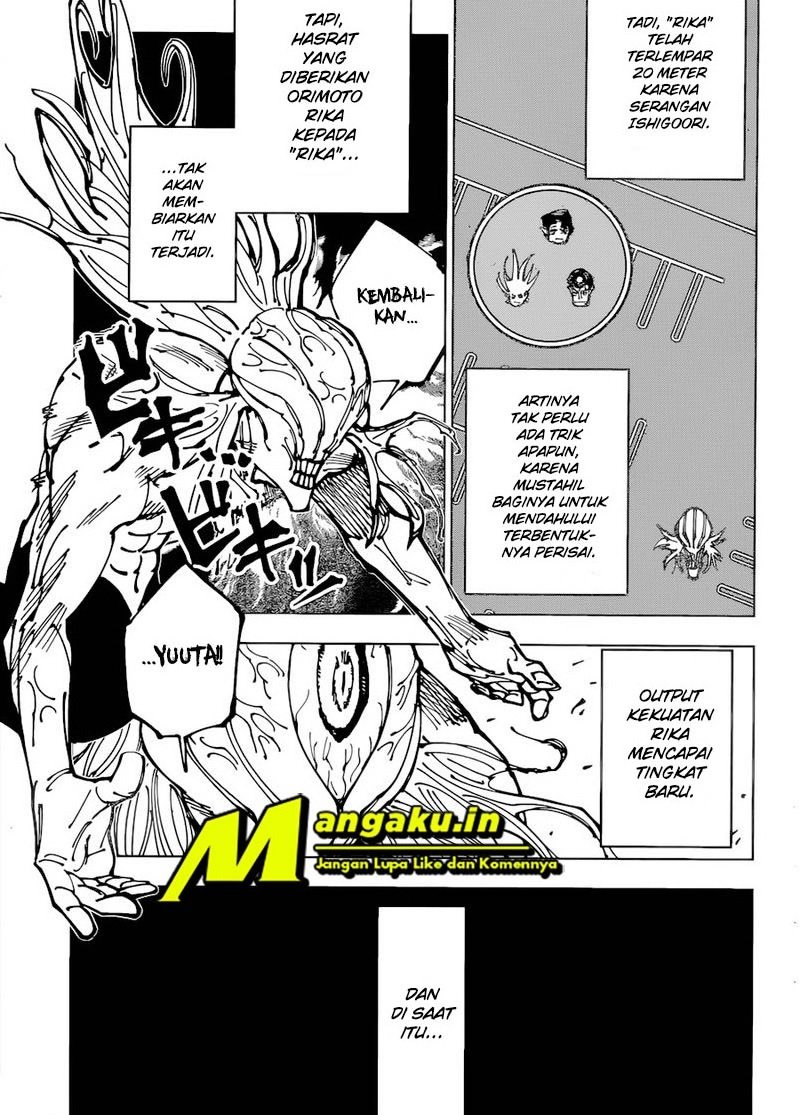 TADI, "RIKA"
TELAH
TERLEMPAR
20 METER
KARENA
SERANGAN
ISHIGOORI.
ARTINYA
TAK PERLU
ADA TRIK
APAPUN,
KARENA
MUSTAHIL
BAGINYA UNTUK
MENDAHULUI
TERBENTUK-
NYA PERISAI.
TAPI,
HASRAT
YANG
DIBERIKAN
ORIMOTO
RIKA
KEPADA
"RIKA"...
...TAK
AKAN
MEM-
BIARKAN
ITU
TERJADI.
KEMBALI-
KAN...
ビキ...
ビキッ
...YUUTA!!
OUTPUT
KEKUATAN
RIKA
MENCAPAI
TINGKAT
BARU.
Mangaku.in
Jangan Lupa Like dan Komennya
DAN
DI SAAT
ITU...